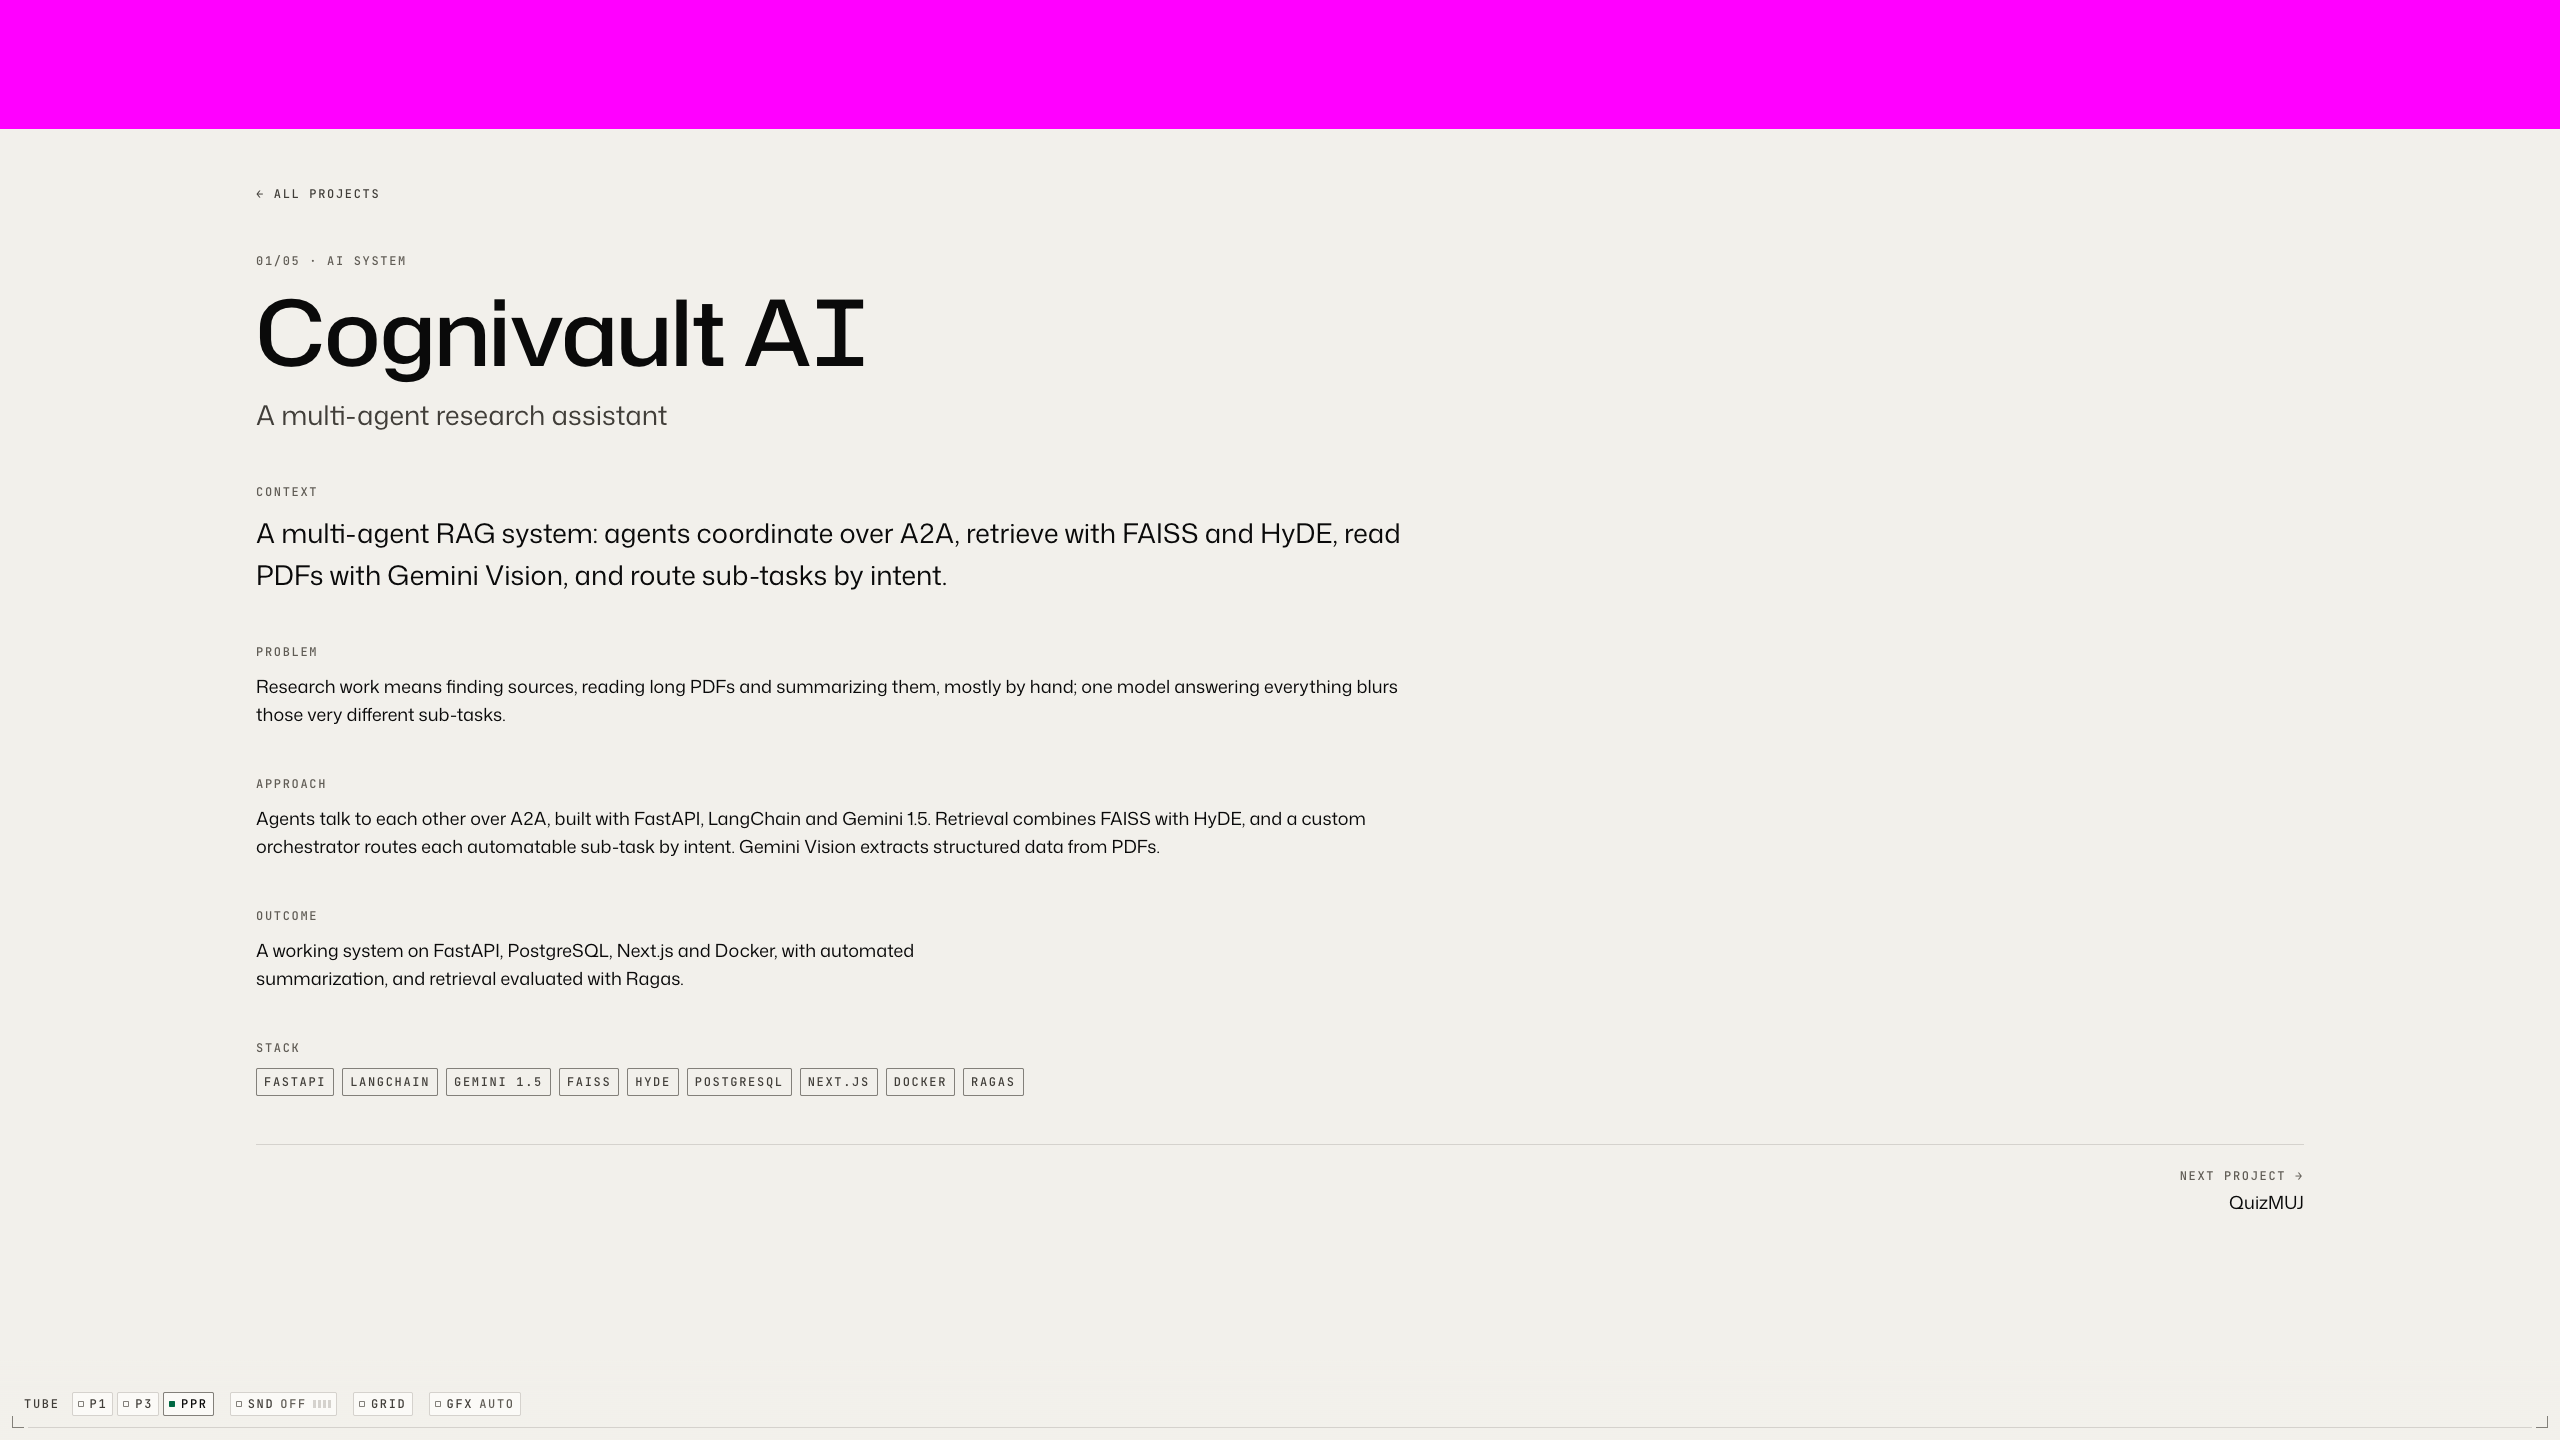 ← ALL PROJECTS
01/05 · AI SYSTEM
Cognivault AI
A multi-agent research assistant
CONTEXT
A multi-agent RAG system: agents coordinate over A2A, retrieve with FAISS and HyDE, read
PDFs with Gemini Vision, and route sub-tasks by intent.
PROBLEM
Research work means finding sources, reading long PDFs and summarizing them, mostly by hand; one model answering everything blurs
those very different sub-tasks.
APPROACH
Agents talk to each other over A2A, built with FastAPI, LangChain and Gemini 1.5. Retrieval combines FAISS with HyDE, and a custom
orchestrator routes each automatable sub-task by intent. Gemini Vision extracts structured data from PDFs.
OUTCOME
A working system on FastAPI, PostgreSQL, Next.js and Docker, with automated
summarization, and retrieval evaluated with Ragas.
STACK
FASTAPI LANGCHAIN GEMINI 1.5 FAISS HYDE POSTGRESQL NEXT.JS DOCKER RAGAS
NEXT PROJECT →
QuizMUJ
TUBE P1 P3 PPR SND OFF GRID GFX AUTO